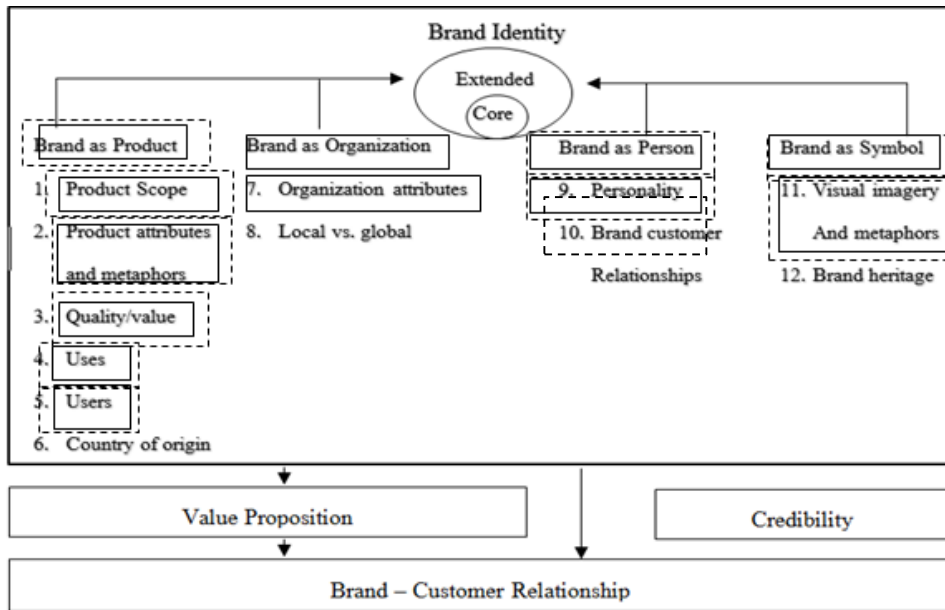 Brand Identity
Extended
Core
Brand as Product
1. Product Scope
2. Product attributes
and metaphors
3. Quality/value
4. Uses
5. Users
6. Country of origin
Brand as Organization
7. Organization attributes
8. Local vs. global
Brand as Person
9. Personality
10. Brand customer
Relationships
Brand as Symbol
11. Visual imagery
And metaphors
12. Brand heritage
Value Proposition
Credibility
Brand – Customer Relationship